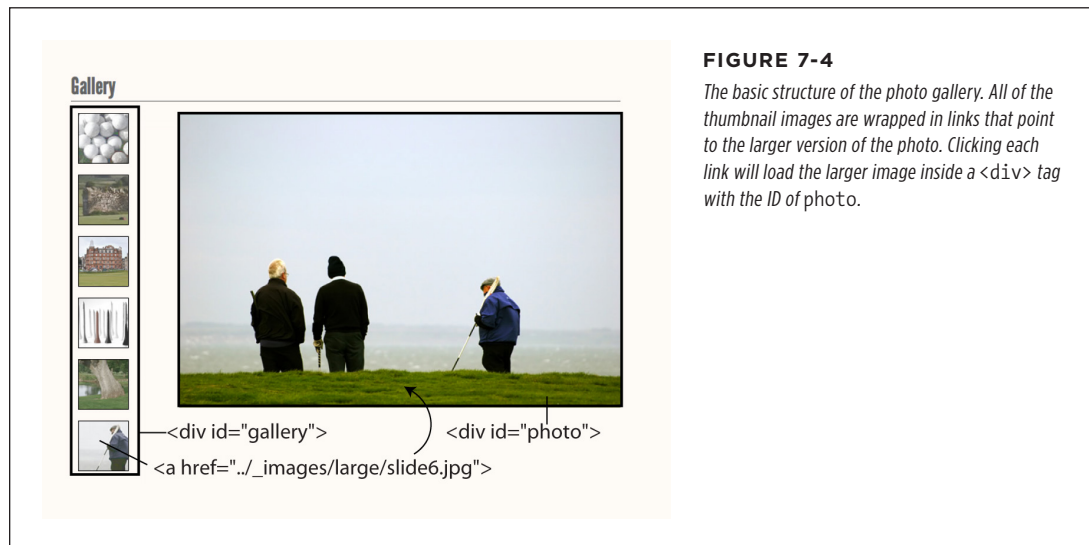 Gallery
<div id="gallery">
<div id="photo">
<a href="../_images/large/slide6.jpg">
FIGURE 7-4
The basic structure of the photo gallery. All of the
thumbnail images are wrapped in links that point
to the larger version of the photo. Clicking each
link will load the larger image inside a <div> tag
with the ID of photo.